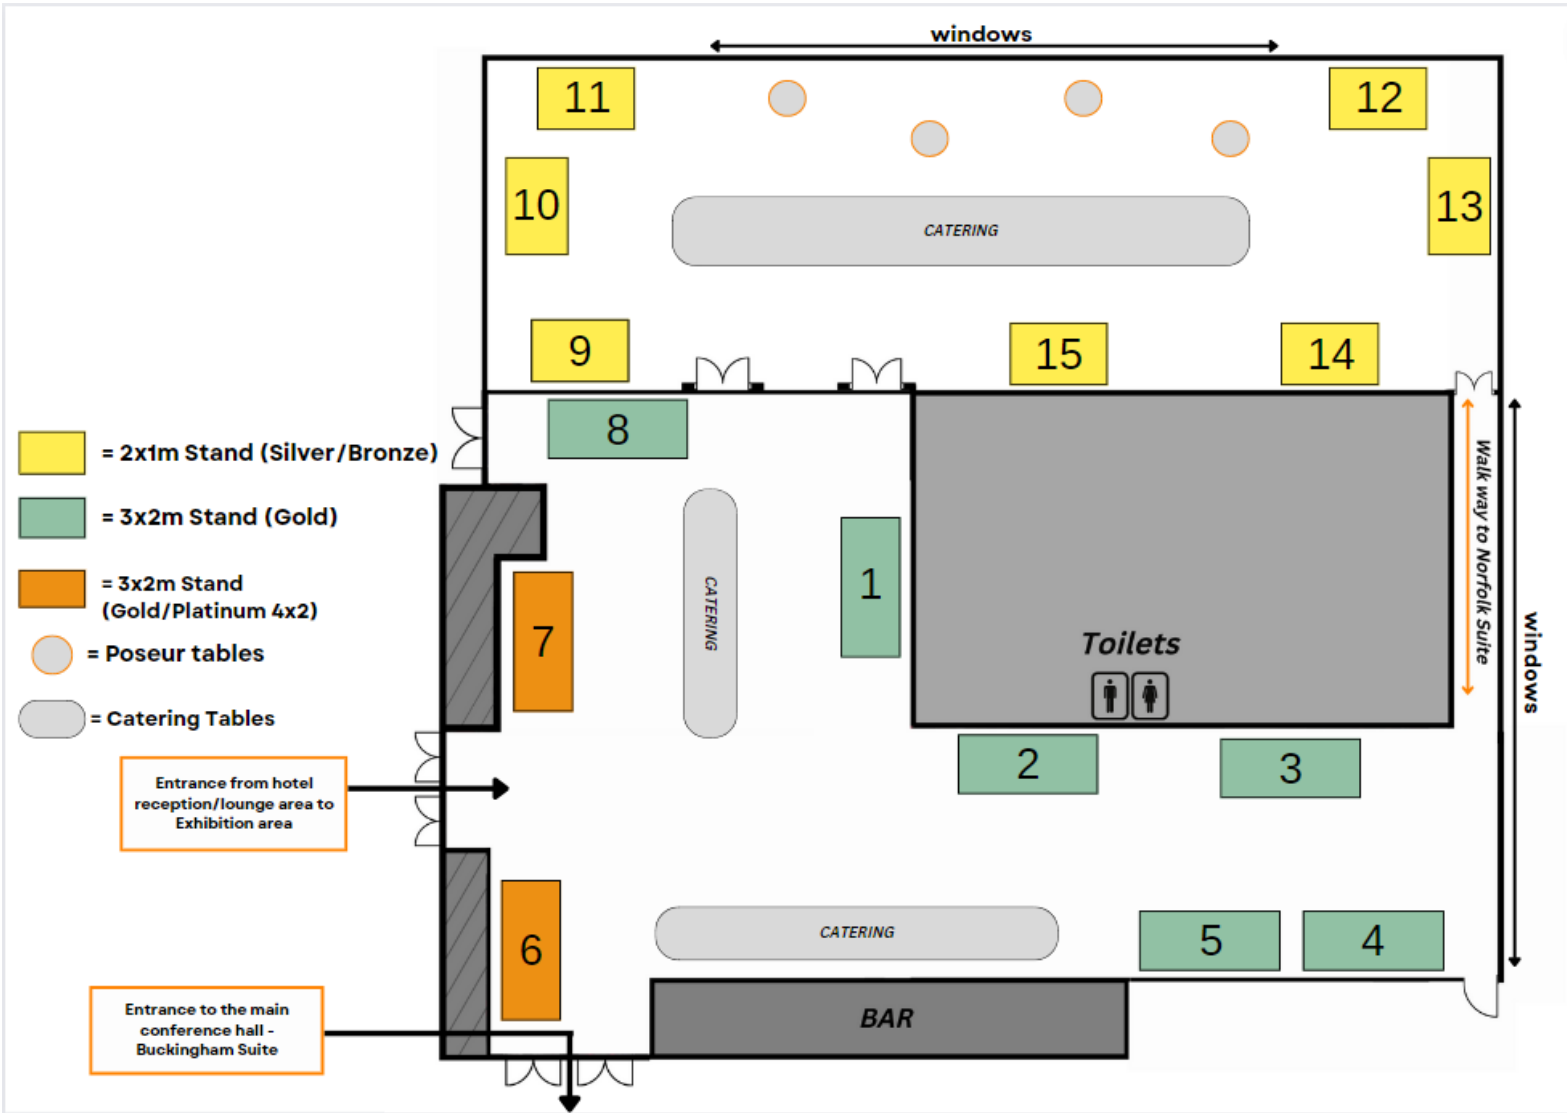 windows
11
12
10
13
CATERING
9
15
14
8
= 2x1m Stand (Silver/Bronze)
= 3x2m Stand (Gold)
= 3x2m Stand
(Gold/Platinum 4x2)
= Poseur tables
= Catering Tables
1
CATERING
7
Toilets
Walk way to Norfolk Suite
windows
2
3
Entrance from hotel
reception/lounge area to
Exhibition area
6
CATERING
5
4
Entrance to the main
conference hall -
Buckingham Suite
BAR